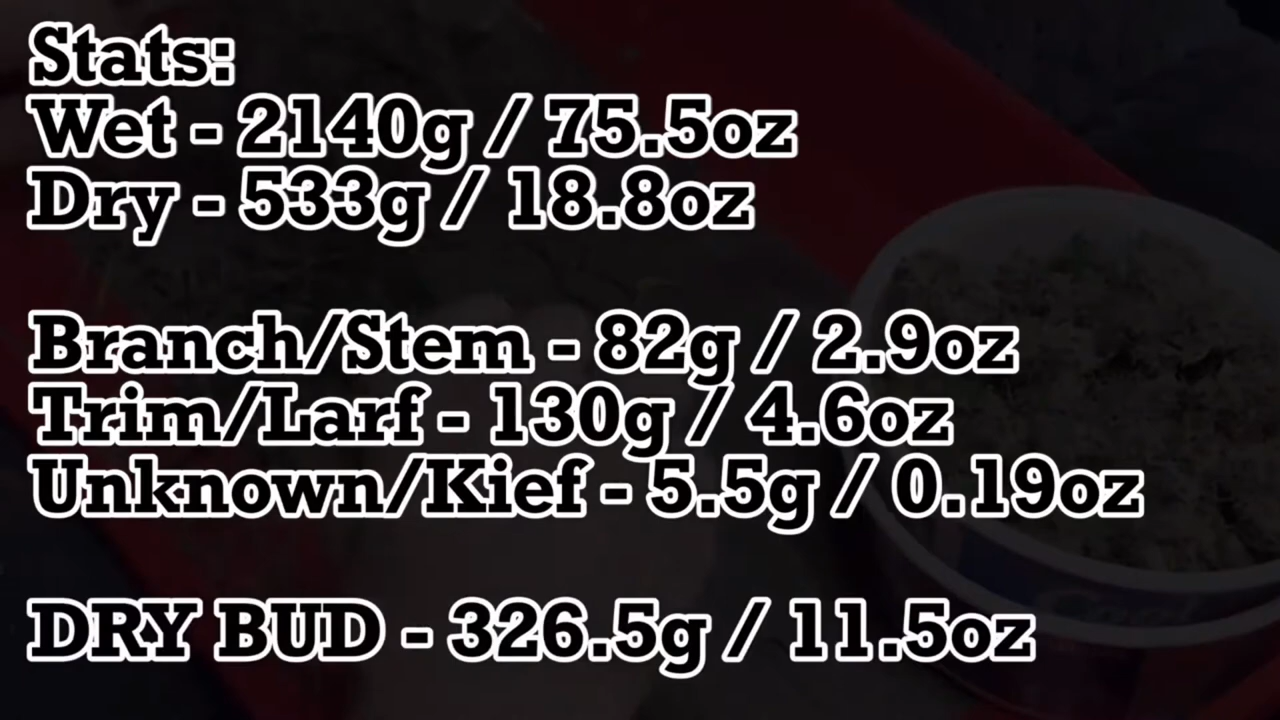 Stats:
Wet - 2140g / 75.5oz
Dry - 533g / 18.8oz
Branch/Stem - 82g / 2.9oz
Trim/Larf - 130g / 4.6oz
Unknown/Kief - 5.5g / 0.19oz
DRY BUD - 326.5g / 11.5oz